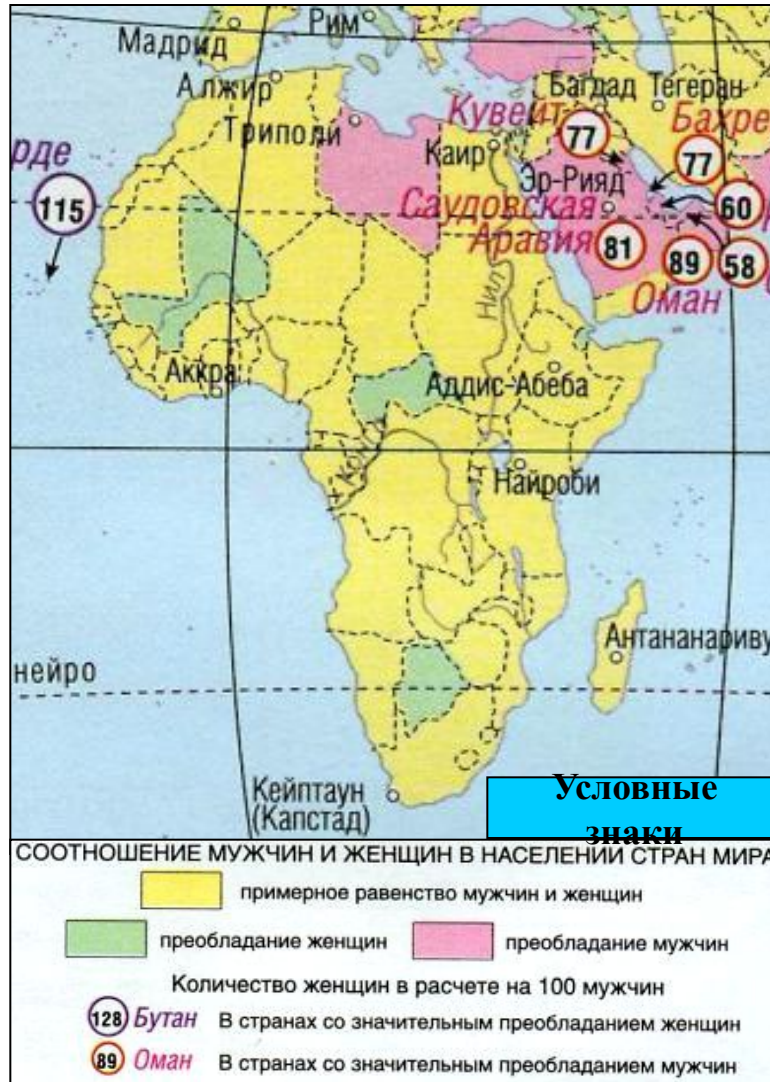 Рим
Мадрид
Алжир
Багдад Тегеран
Триполи
Кувейт
Бахре
Каир
77
рде
77
Эр-Рияд
115
60
Саудовская
Аравия
81
89
58
Оман
Нил
Аккра
Аддис-Абеба
Конго
Найроби
Антананариву
нейро
Кейптаун
(Капстад)
Условные
знаки
СООТНОШЕНИЕ МУЖЧИН И ЖЕНЩИН В НАСЕЛЕНИИ СТРАН МИРА
примерное равенство мужчин и женщин
преобладание женщин
преобладание мужчин
Количество женщин в расчете на 100 мужчин
128 Бутан В странах со значительным преобладанием женщин
89 Оман В странах со значительным преобладанием мужчин